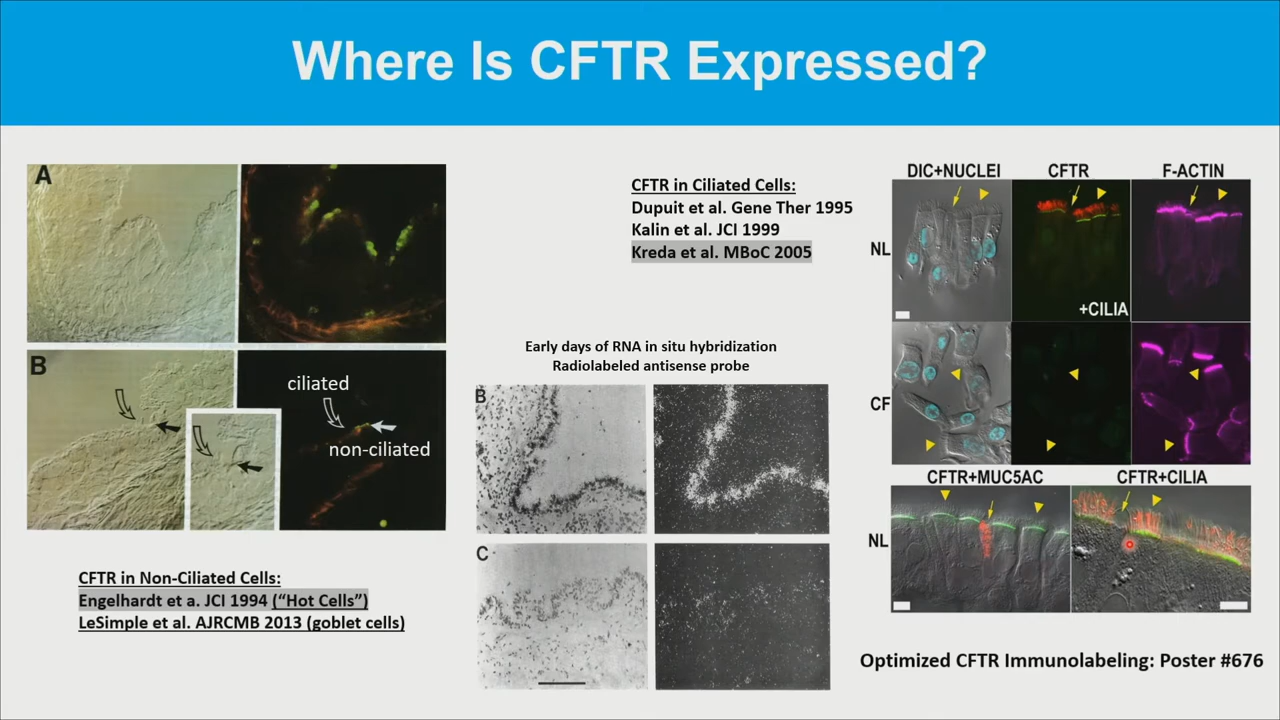 Where Is CFTR Expressed?
A
B
ciliated
non-ciliated
CFTR in Non-Ciliated Cells:
Engelhardt et a. JCI 1994 (“Hot Cells”)
LeSimple et al. AJRCMB 2013 (goblet cells)
CFTR in Ciliated Cells:
Dupuit et al. Gene Ther 1995
Kalin et al. JCI 1999
Kreda et al. MBoC 2005
Early days of RNA in situ hybridization
Radiolabeled antisense probe
B
C
DIC+NUCLEI CFTR F-ACTIN
NL
+CILIA
CF
CFTR+MUC5AC CFTR+CILIA
NL
Optimized CFTR Immunolabeling: Poster #676